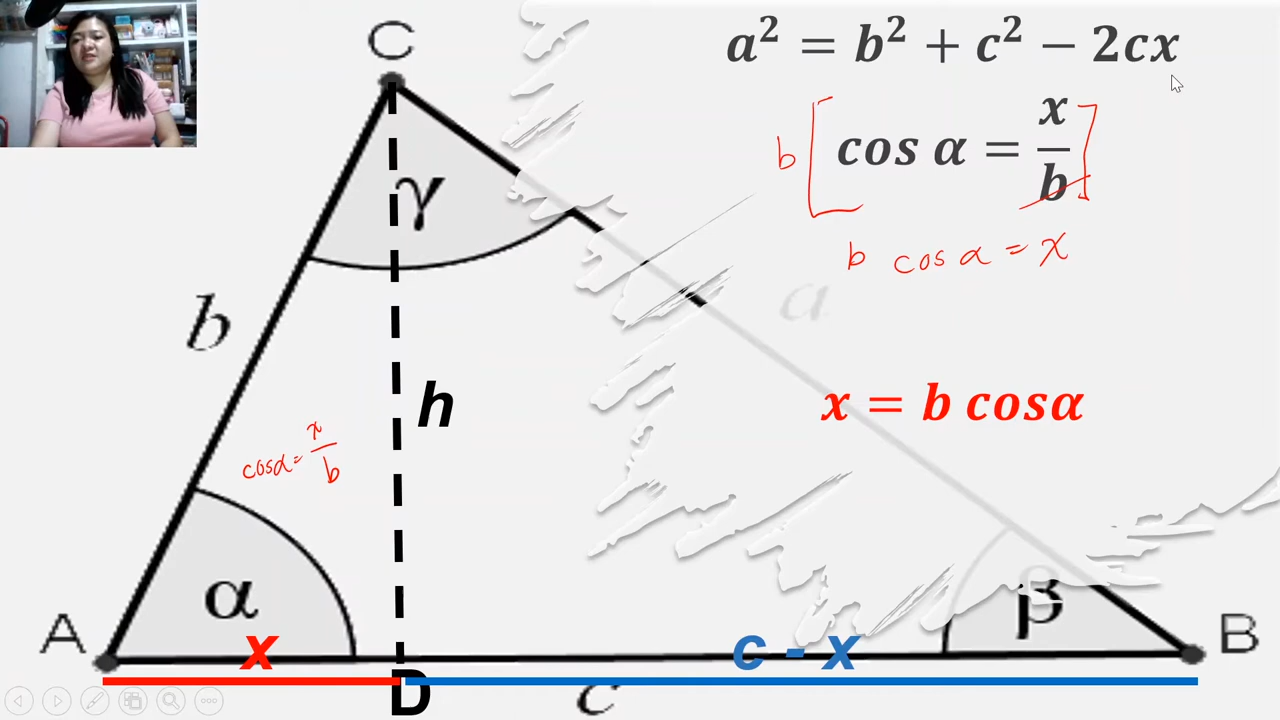 C
a² = b² + c² − 2cx
b [ cos α = x/b ]
γ
b cos α = x
a
b
h
x = b cosα
cosα = x/b
α
β
A
x
c - x
B
D
c